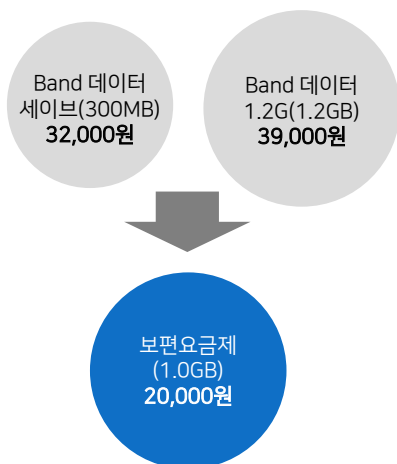 Band 데이터
세이브(300MB)
32,000원
Band 데이터
1.2G(1.2GB)
39,000원
보편요금제
(1.0GB)
20,000원